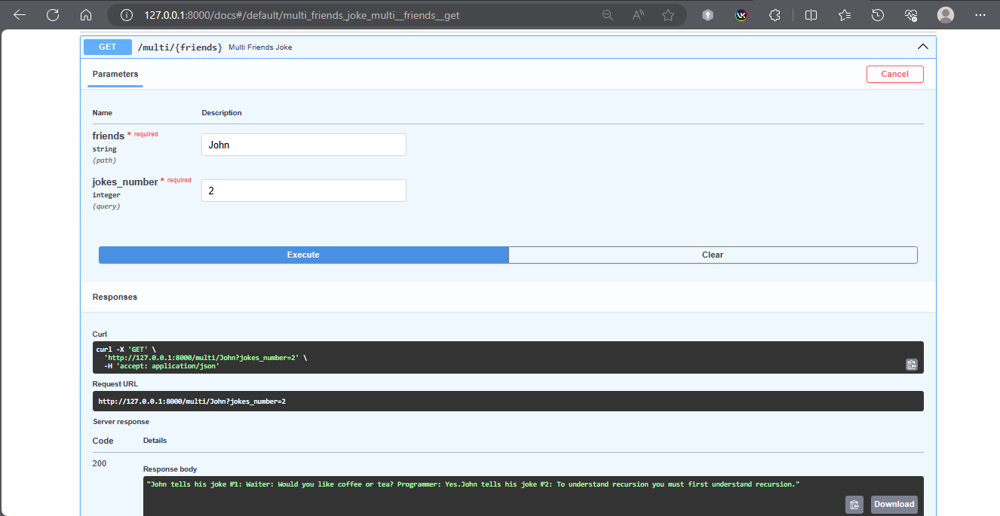 127.0.0.1:8000/docs#/default/multi_friends_joke_multi__friends__get
GET /multi/{friends} Multi Friends Joke
Parameters
Cancel
Name Description
friends * required
string
(path)
John
jokes_number * required
integer
(query)
2
Execute Clear
Responses
Curl
curl -X 'GET' \
'http://127.0.0.1:8000/multi/John?jokes_number=2' \
-H 'accept: application/json'
Request URL
http://127.0.0.1:8000/multi/John?jokes_number=2
Server response
Code Details
200
Response body
"John tells his joke №1: Waiter: Would you like coffee or tea? Programmer: Yes.John tells his joke №2: To understand recursion you must first understand recursion."
Download